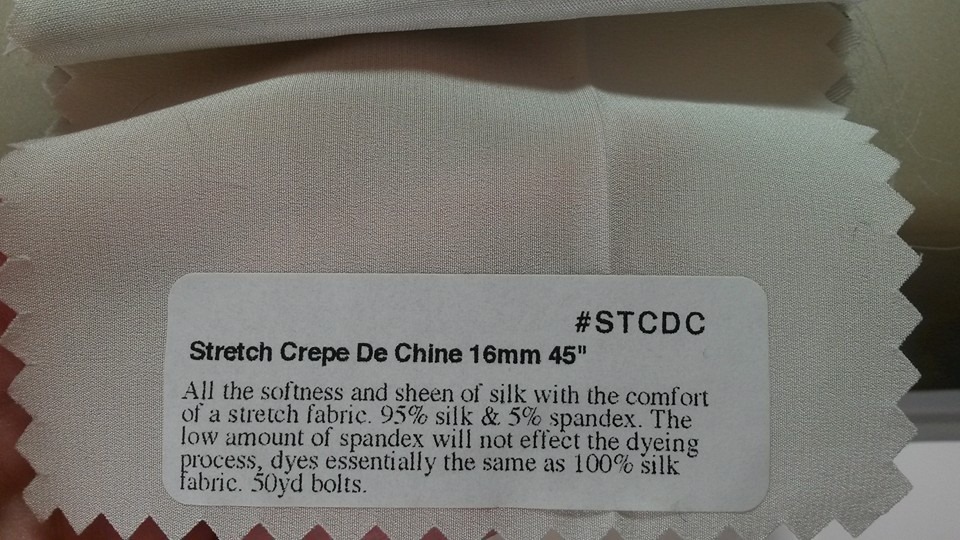 #STCDC
Stretch Crepe De Chine 16mm 45"
All the softness and sheen of silk with the comfort
of a stretch fabric. 95% silk & 5% spandex. The
low amount of spandex will not effect the dyeing
process, dyes essentially the same as 100% silk
fabric. 50yd bolts.